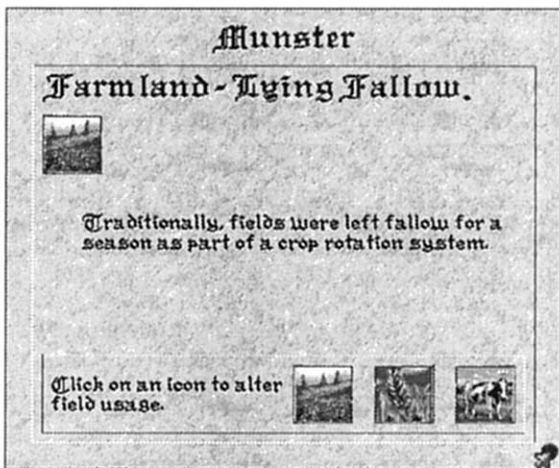 Munster
Farmland-Lying Fallow.
Traditionally, fields were left fallow for a
season as part of a crop rotation system.
Click on an icon to alter
field usage.